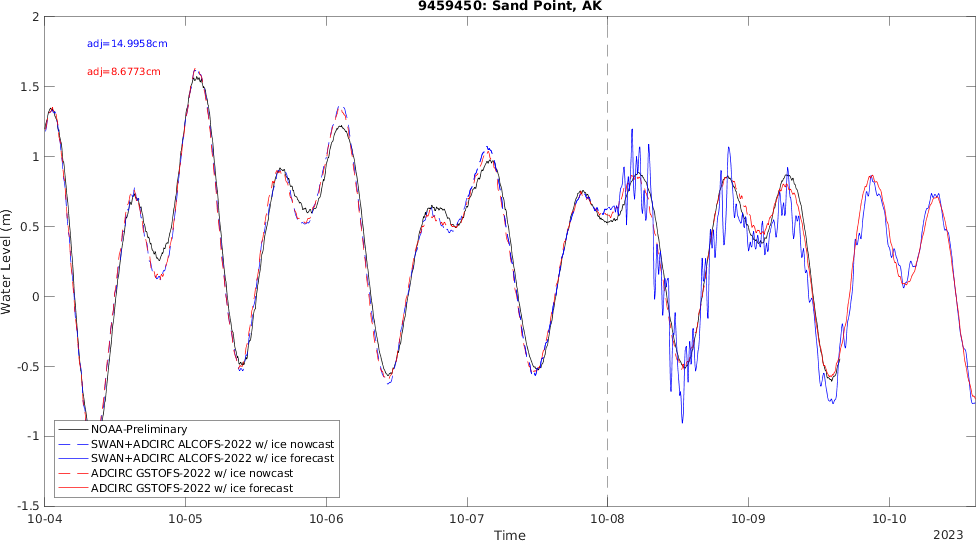 9459450: Sand Point, AK
adj=14.9958cm
adj=8.6773cm
Water Level (m)
2
1.5
1
0.5
0
-0.5
-1
-1.5
NOAA-Preliminary
SWAN+ADCIRC ALCOFS-2022 w/ ice nowcast
SWAN+ADCIRC ALCOFS-2022 w/ ice forecast
ADCIRC GSTOFS-2022 w/ ice nowcast
ADCIRC GSTOFS-2022 w/ ice forecast
10-04 10-05 10-06 10-07 10-08 10-09 10-10
Time
2023